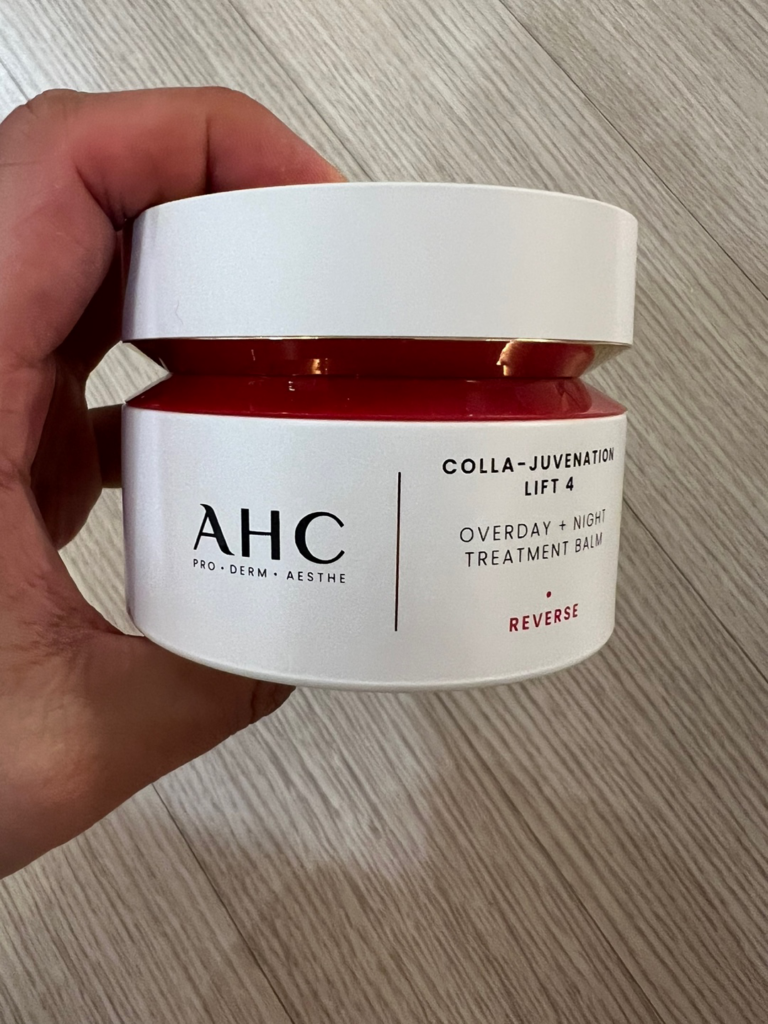 AHC
PRO • DERM • AESTHE
COLLA-JUVENATION
LIFT 4
OVERDAY + NIGHT
TREATMENT BALM
•
REVERSE